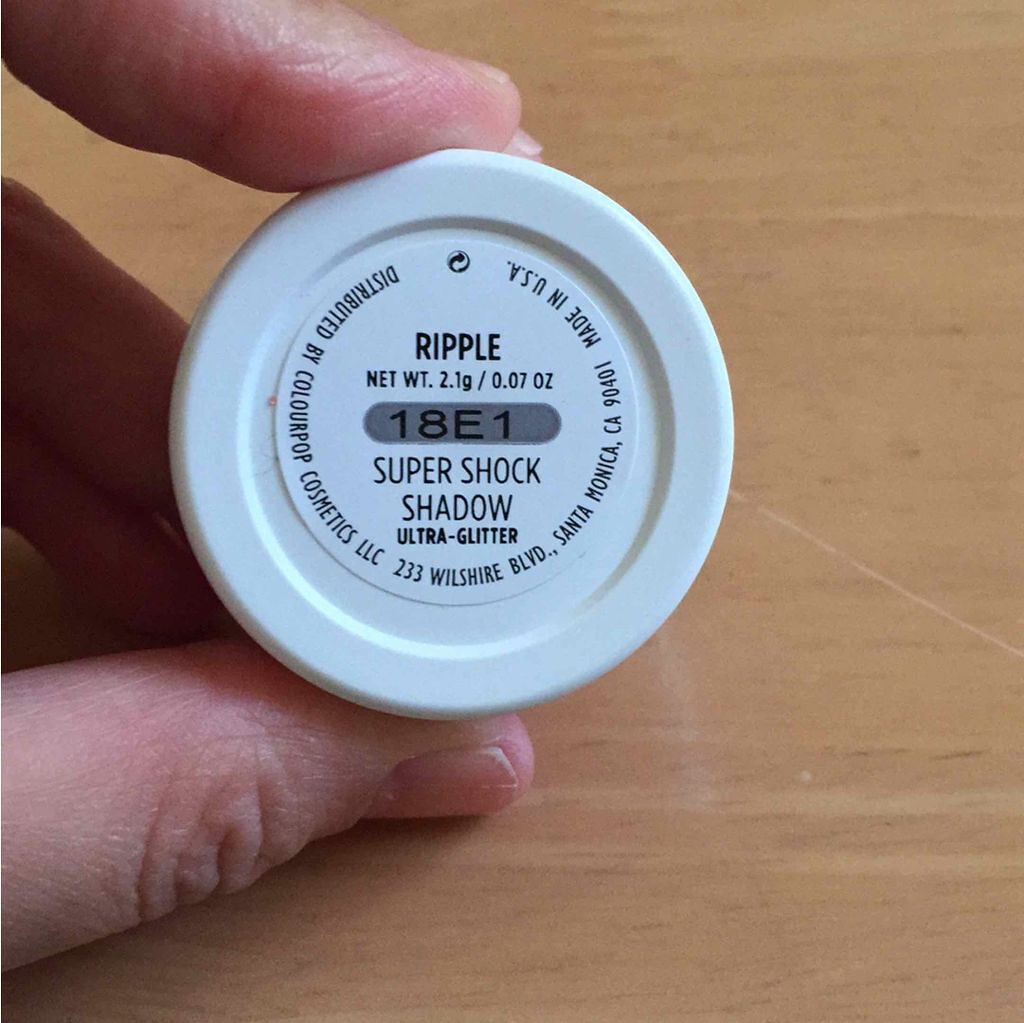 RIPPLE
NET WT. 2.1g / 0.07 OZ
18E1
SUPER SHOCK
SHADOW
ULTRA-GLITTER
DISTRIBUTED BY COLOURPOP COSMETICS LLC 233 WILSHIRE BLVD., SANTA MONICA, CA 90401 MADE IN U.S.A.